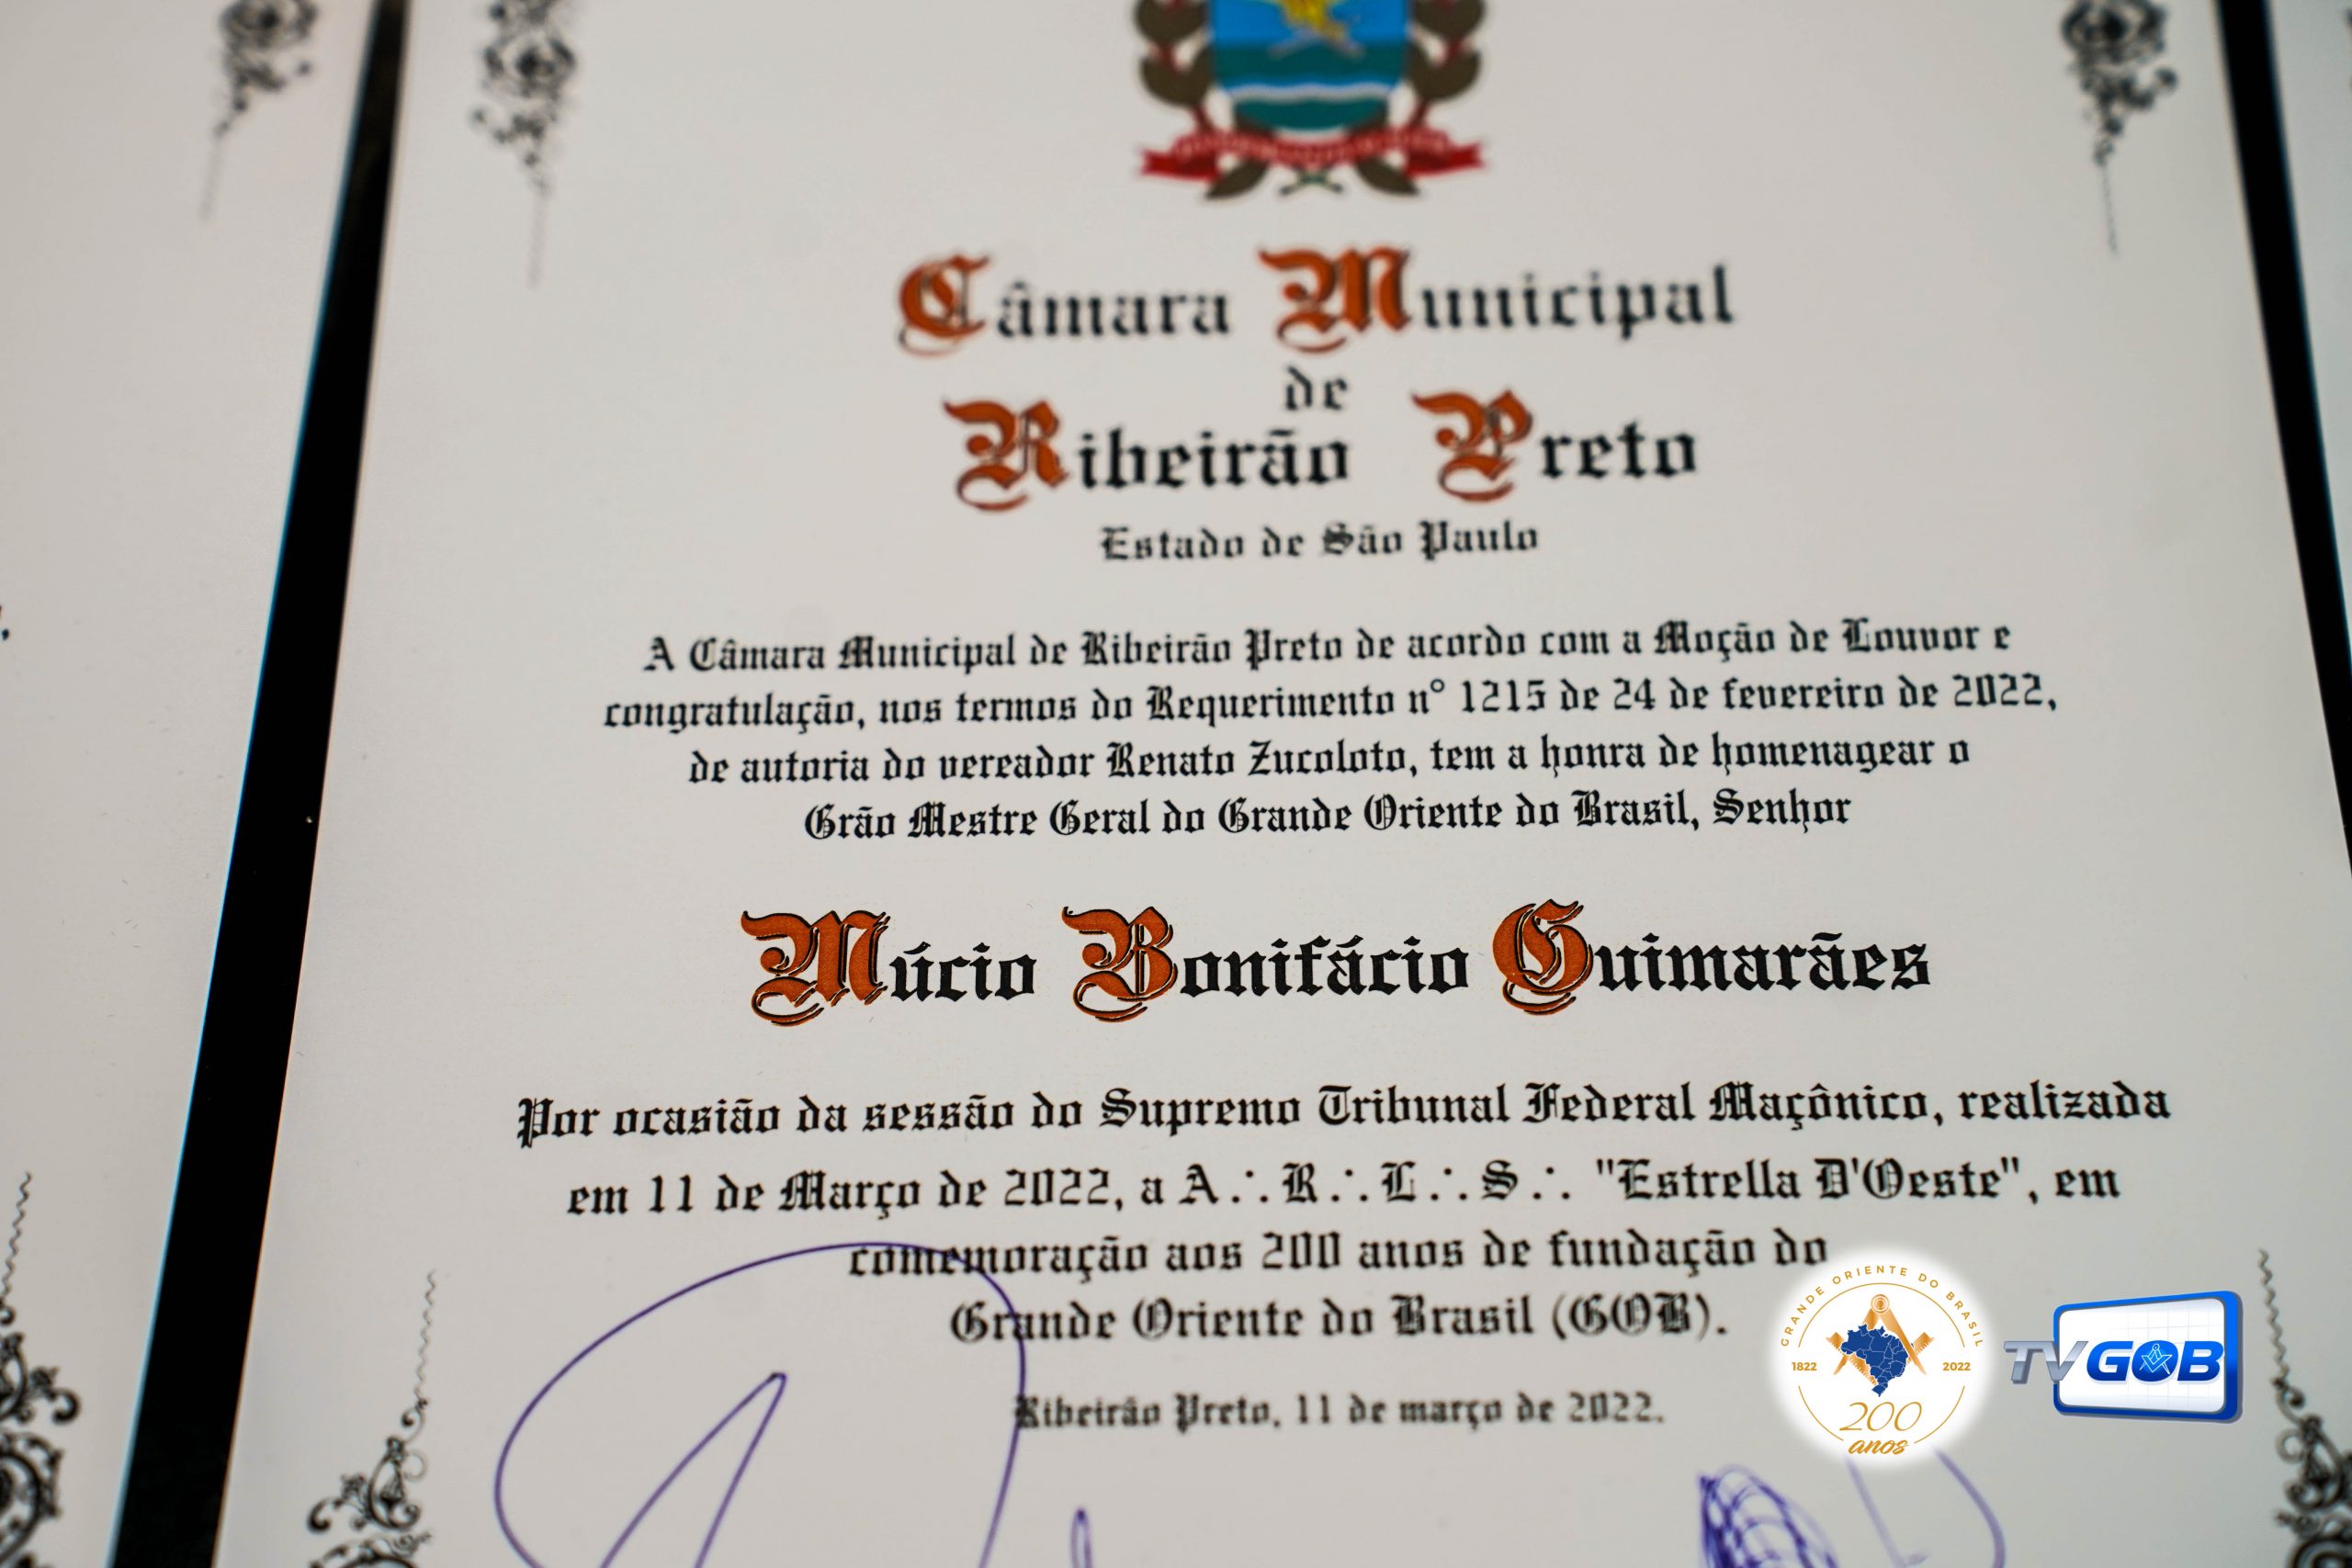 Câmara Municipal
de
Ribeirão Preto
Estado de São Paulo
A Câmara Municipal de Ribeirão Preto de acordo com a Moção de Louvor e
congratulação, nos termos do Requerimento n° 1215 de 24 de fevereiro de 2022,
de autoria do vereador Renato Zucoloto, tem a honra de homenagear o
Grão Mestre Geral do Grande Oriente do Brasil, Senhor
Múcio Bonifácio Guimarães
Por ocasião da sessão do Supremo Tribunal Federal Maçônico, realizada
em 11 de Março de 2022, a A∴R∴L∴S∴ "Estrella D'Oeste", em
comemoração aos 200 anos de fundação do
Grande Oriente do Brasil (GOB).
Ribeirão Preto, 11 de março de 2022.
GRANDE ORIENTE DO BRASIL
1822 2022
200
anos
TV GOB